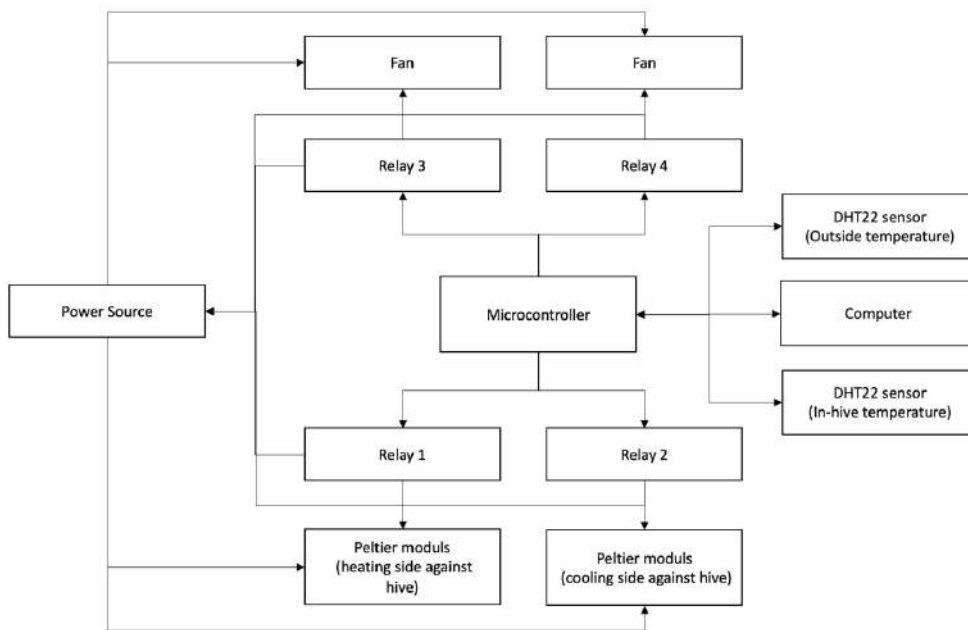 Fan
Fan
Relay 3
Relay 4
DHT22 sensor
(Outside temperature)
Power Source
Microcontroller
Computer
DHT22 sensor
(In-hive temperature)
Relay 1
Relay 2
Peltier moduls
(heating side against
hive)
Peltier moduls
(cooling side against hive)